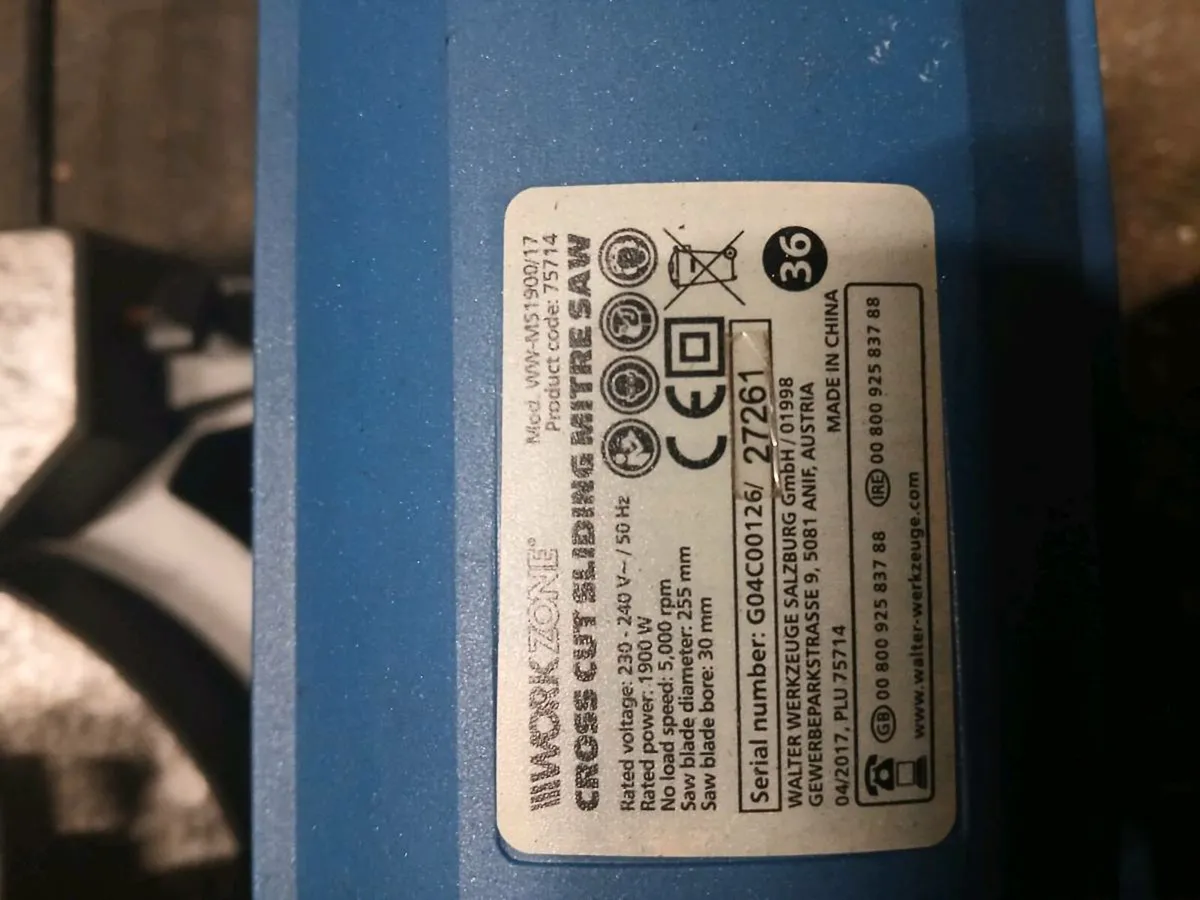 WORKZONE®
Mod. WW-MS1900/17
Product code: 75714
CROSS CUT SLIDING MITRE SAW
Rated voltage: 230 - 240 V~ / 50 Hz
Rated power: 1900 W
No load speed: 5,000 rpm
Saw blade diameter: 255 mm
Saw blade bore: 30 mm
CE
36
Serial number: G04C00126/ 27261
WALTER WERKZEUGE SALZBURG GmbH / 01998
GEWERBEPARKSTRASSE 9, 5081 ANIF, AUSTRIA
04/2017, PLU 75714 MADE IN CHINA
GB 00 800 925 837 88 IRE 00 800 925 837 88
www.walter-werkzeuge.com